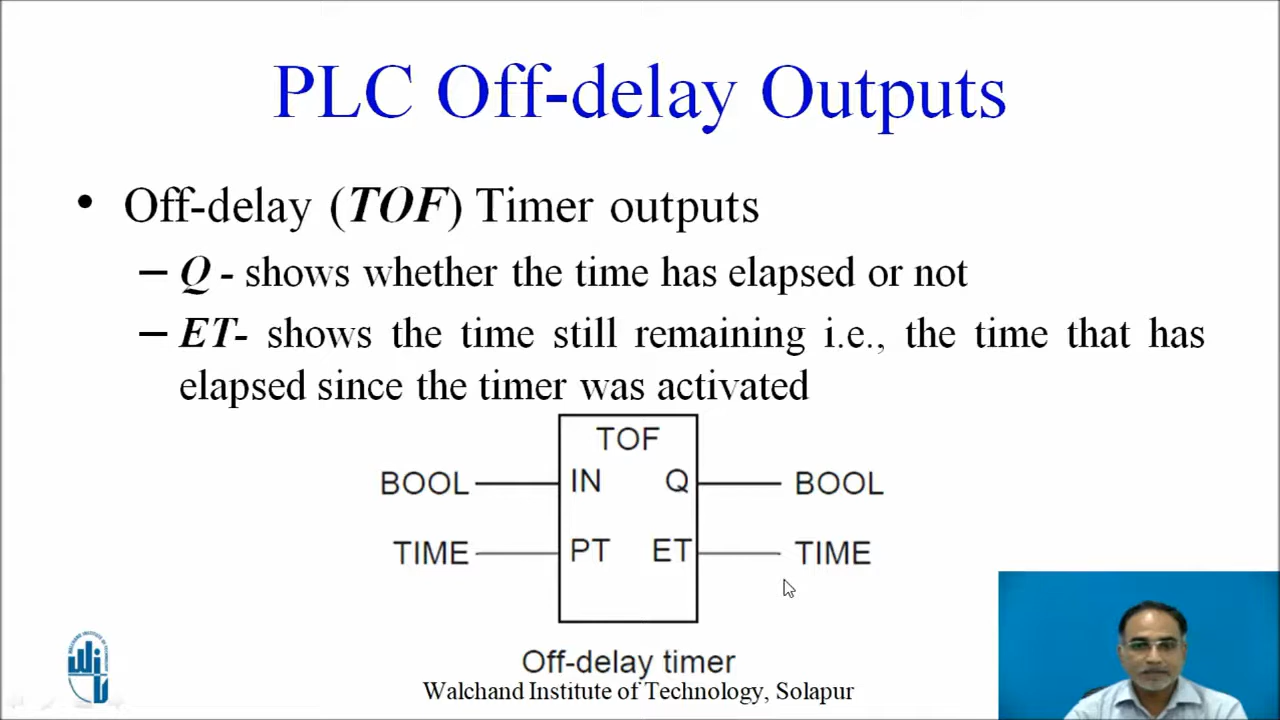 PLC Off-delay Outputs
• Off-delay (TOF) Timer outputs
– Q - shows whether the time has elapsed or not
– ET- shows the time still remaining i.e., the time that has
elapsed since the timer was activated
TOF
BOOL IN Q BOOL
TIME PT ET TIME
Off-delay timer
Walchand Institute of Technology, Solapur